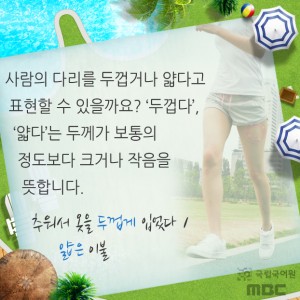 사람의 다리를 두껍거나 얇다고
표현할 수 있을까요? ‘두껍다’,
‘얇다’는 두께가 보통의
정도보다 크거나 작음을
뜻합니다.
추워서 옷을 두껍게 입었다 /
얇은 이불
국립국어원
MBC